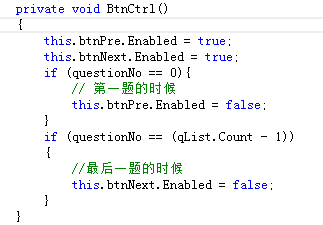 private void BtnCtrl()
{
this.btnPre.Enabled = true;
this.btnNext.Enabled = true;
if (questionNo == 0){
// 第一题的时候
this.btnPre.Enabled = false;
}
if (questionNo == (qList.Count - 1))
{
//最后一题的时候
this.btnNext.Enabled = false;
}
}